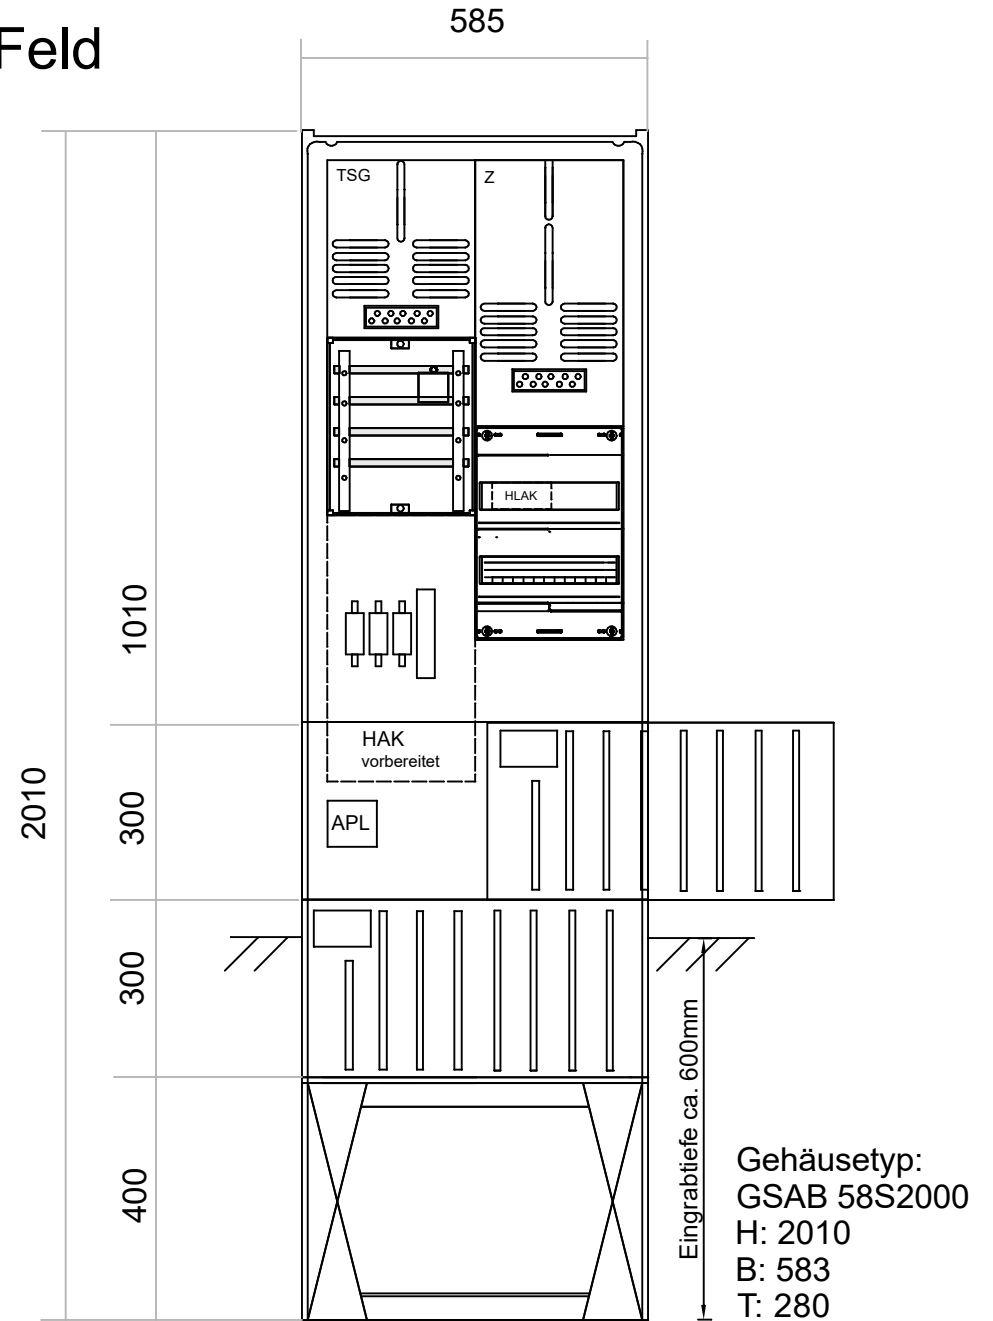 585
Feld
TSG
Z
HLAK
1010
HAK
vorbereitet
2010
300
APL
300
Eingrabtiefe ca. 600mm
400
Gehäusetyp:
GSAB 58S2000
H: 2010
B: 583
T: 280